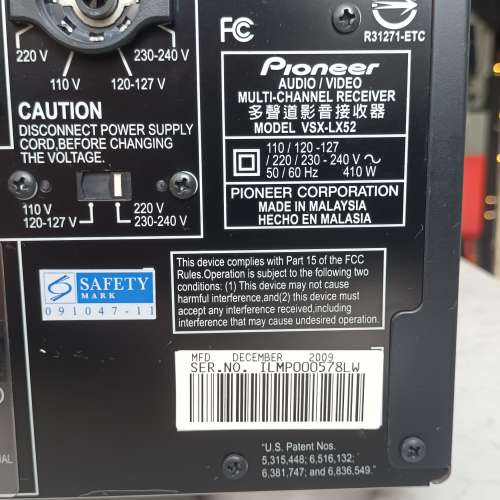 220 V
230-240 V
110 V
120-127 V
CAUTION
DISCONNECT POWER SUPPLY
CORD,BEFORE CHANGING
THE VOLTAGE.
110 V
120-127 V
220 V
230-240 V
FC
R31271-ETC
Pioneer
AUDIO / VIDEO
MULTI-CHANNEL RECEIVER
多聲道影音接收器
MODEL VSX-LX52
110 / 120 -127
/ 220 / 230 - 240 V ~
50 / 60 Hz 410 W
PIONEER CORPORATION
MADE IN MALAYSIA
HECHO EN MALASIA
SAFETY
MARK
091047-11
This device complies with Part 15 of the FCC
Rules.Operation is subject to the following two
conditions: (1) This device may not cause
harmful interference,and(2) this device must
accept any interference received,including
interference that may cause undesired operation.
MFD DECEMBER 2009
SER.NO. ILMP000578LW
"U.S. Patent Nos.
5,315,448; 6,516,132;
6,381,747; and 6,836,549."